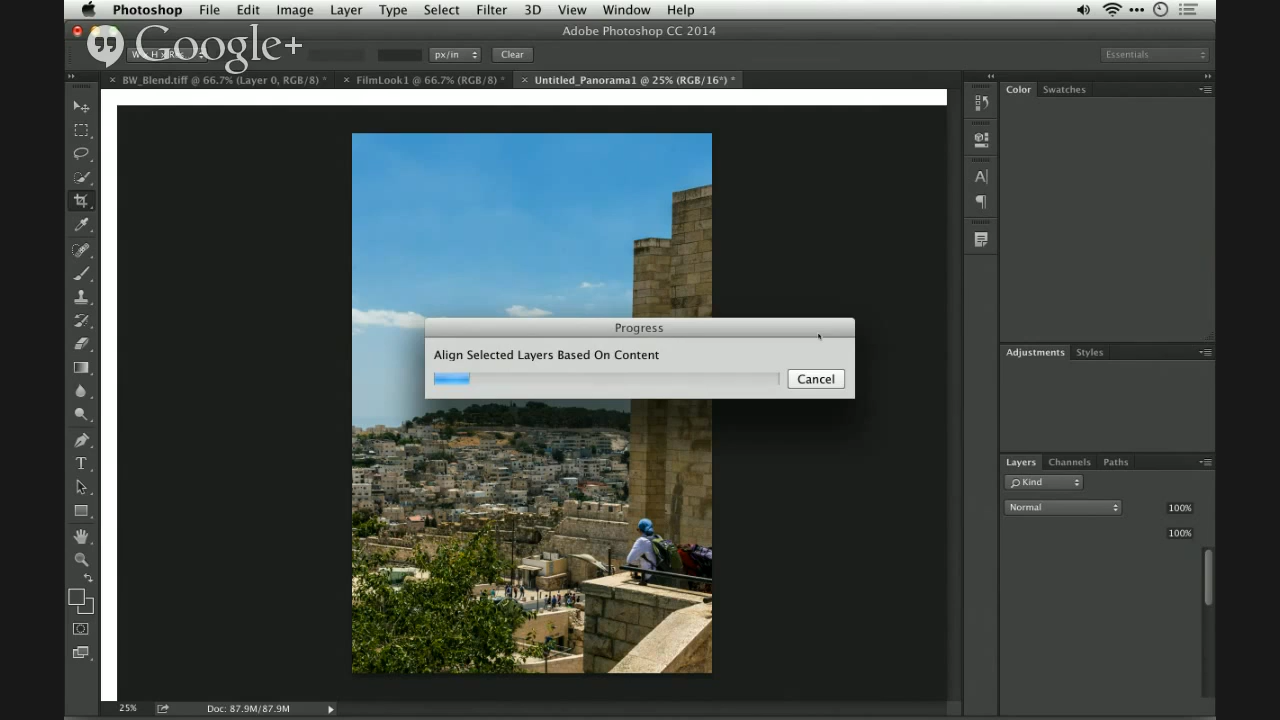 Photoshop File Edit Image Layer Type Select Filter 3D View Window Help
Adobe Photoshop CC 2014
Google+
px/in Clear Essentials
BW_Blend.tiff @ 66.7% (Layer 0, RGB/8) * FilmLook1 @ 66.7% (RGB/8) * Untitled_Panorama1 @ 25% (RGB/16*) *
Color Swatches
Progress
Align Selected Layers Based On Content
Cancel
Adjustments Styles
Layers Channels Paths
Kind
Normal 100%
100%
25% Doc: 87.9M/87.9M